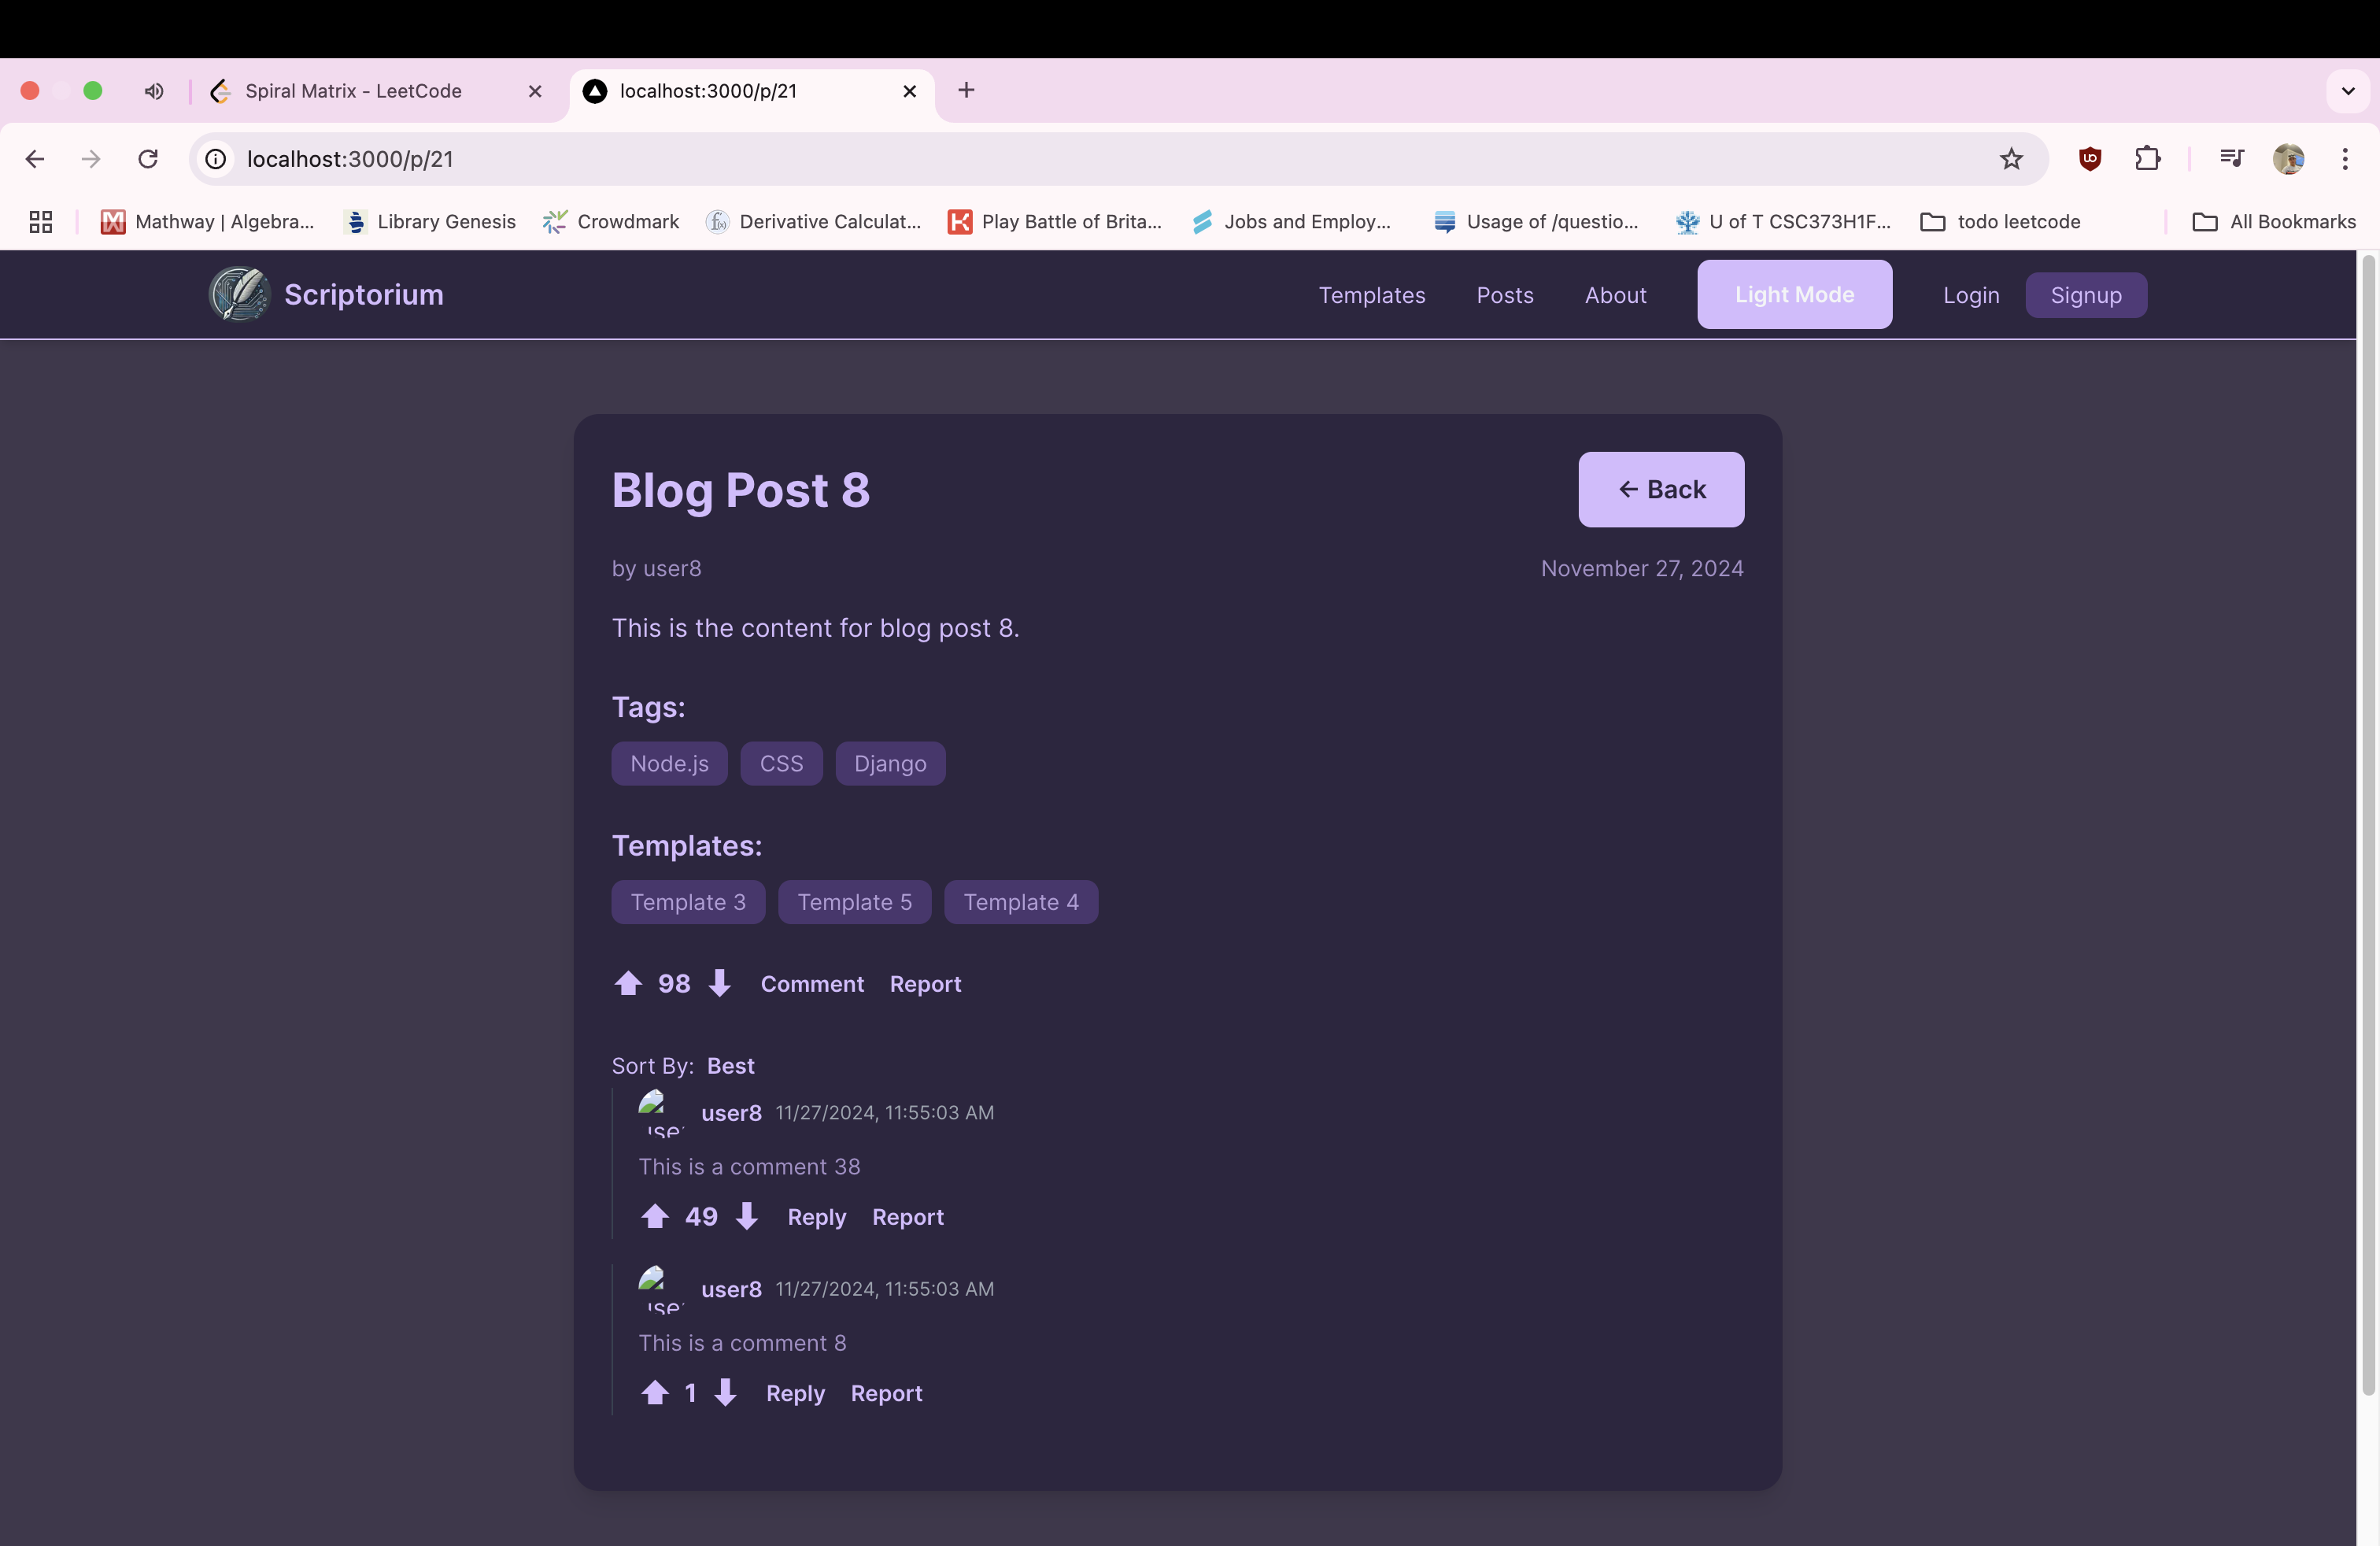 Spiral Matrix - LeetCode
localhost:3000/p/21
localhost:3000/p/21
Mathway | Algebra...
Library Genesis
Crowdmark
Derivative Calculat...
Play Battle of Brita...
Jobs and Employ...
Usage of /questio...
U of T CSC373H1F...
todo leetcode
All Bookmarks
Scriptorium
Templates
Posts
About
Light Mode
Login
Signup
Blog Post 8
← Back
by user8
November 27, 2024
This is the content for blog post 8.
Tags:
Node.js
CSS
Django
Templates:
Template 3
Template 5
Template 4
98
Comment
Report
Sort By: Best
user8 11/27/2024, 11:55:03 AM
This is a comment 38
49
Reply
Report
user8 11/27/2024, 11:55:03 AM
This is a comment 8
1
Reply
Report